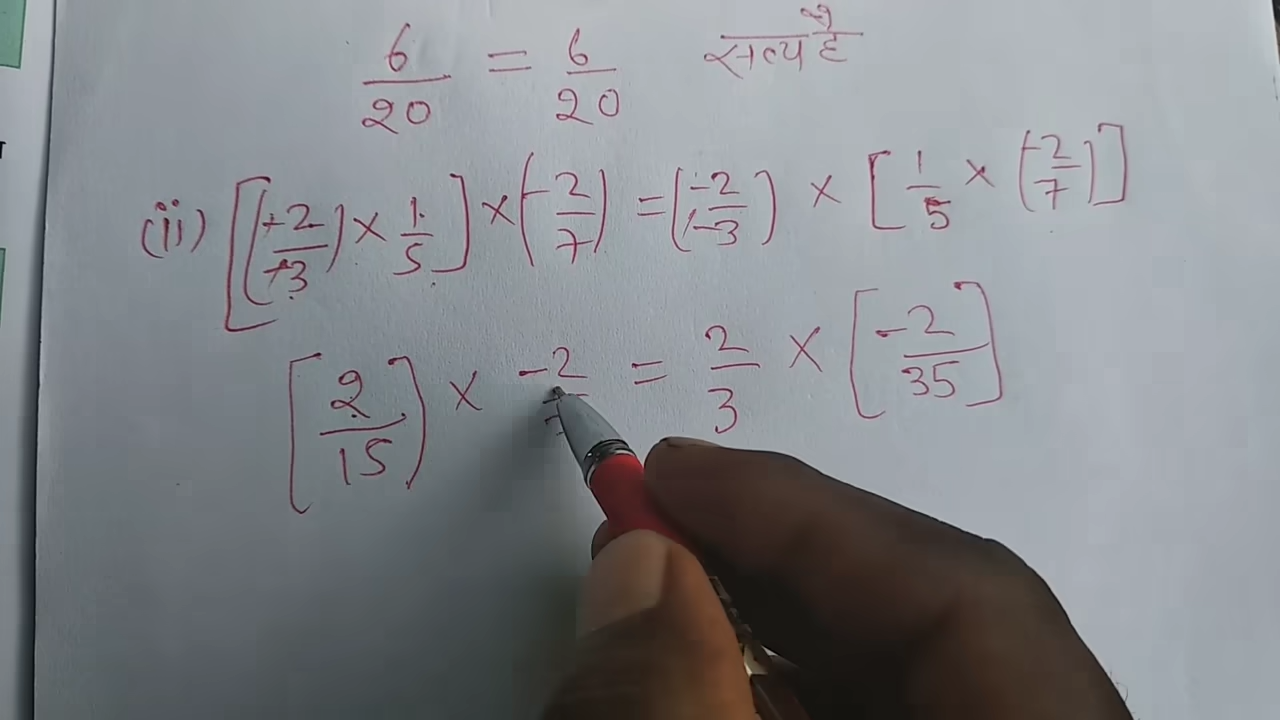 6/20 = 6/20 सत्य है
(ii) [(-2/-3) × 1/5] × (-2/7) = (-2/-3) × [1/5 × (-2/7)]
[2/15] × -2/7 = 2/3 × [-2/35]